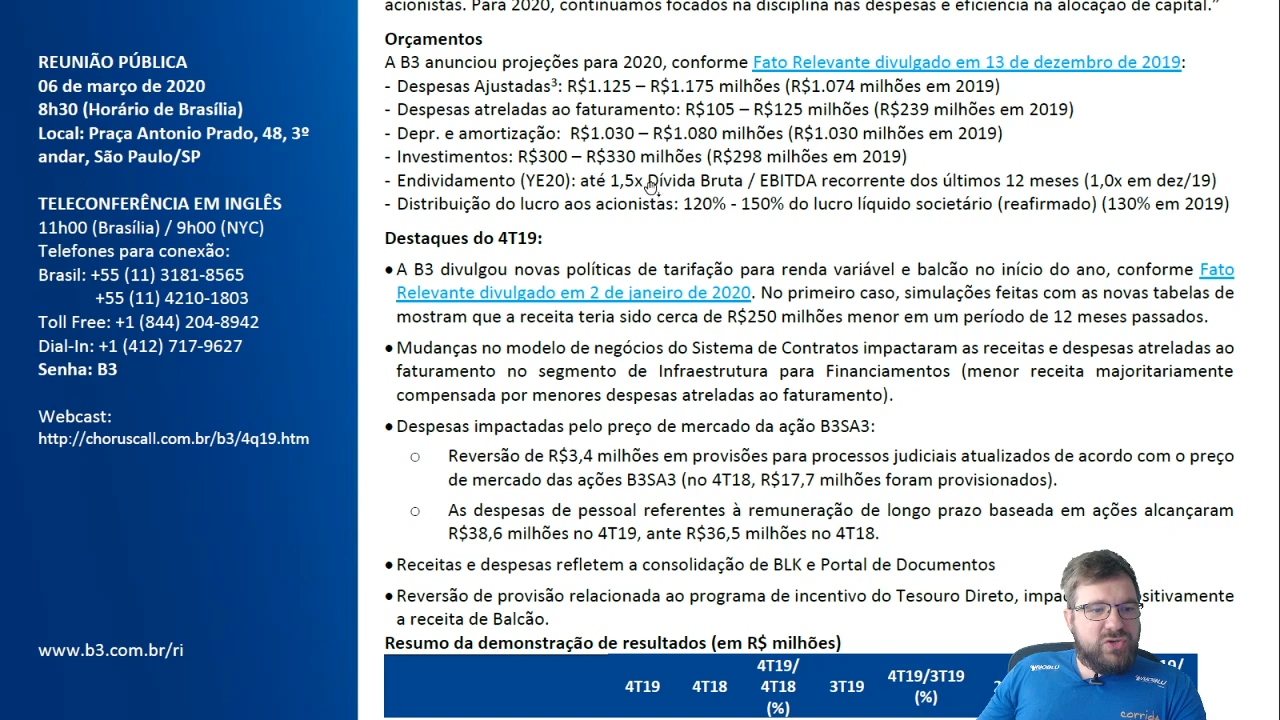 acionistas. Para 2020, continuamos focados na disciplina nas despesas e eficiência na alocação de capital."
REUNIÃO PÚBLICA
06 de março de 2020
8h30 (Horário de Brasília)
Local: Praça Antonio Prado, 48, 3º
andar, São Paulo/SP
TELECONFERÊNCIA EM INGLÊS
11h00 (Brasília) / 9h00 (NYC)
Telefones para conexão:
Brasil: +55 (11) 3181-8565
+55 (11) 4210-1803
Toll Free: +1 (844) 204-8942
Dial-In: +1 (412) 717-9627
Senha: B3
Webcast:
http://choruscall.com.br/b3/4q19.htm
www.b3.com.br/ri
Orçamentos
A B3 anunciou projeções para 2020, conforme Fato Relevante divulgado em 13 de dezembro de 2019:
- Despesas Ajustadas³: R$1.125 – R$1.175 milhões (R$1.074 milhões em 2019)
- Despesas atreladas ao faturamento: R$105 – R$125 milhões (R$239 milhões em 2019)
- Depr. e amortização: R$1.030 – R$1.080 milhões (R$1.030 milhões em 2019)
- Investimentos: R$300 – R$330 milhões (R$298 milhões em 2019)
- Endividamento (YE20): até 1,5x Dívida Bruta / EBITDA recorrente dos últimos 12 meses (1,0x em dez/19)
- Distribuição do lucro aos acionistas: 120% - 150% do lucro líquido societário (reafirmado) (130% em 2019)
Destaques do 4T19:
• A B3 divulgou novas políticas de tarifação para renda variável e balcão no início do ano, conforme Fato
Relevante divulgado em 2 de janeiro de 2020. No primeiro caso, simulações feitas com as novas tabelas de
mostram que a receita teria sido cerca de R$250 milhões menor em um período de 12 meses passados.
• Mudanças no modelo de negócios do Sistema de Contratos impactaram as receitas e despesas atreladas ao
faturamento no segmento de Infraestrutura para Financiamentos (menor receita majoritariamente
compensada por menores despesas atreladas ao faturamento).
• Despesas impactadas pelo preço de mercado da ação B3SA3:
○ Reversão de R$3,4 milhões em provisões para processos judiciais atualizados de acordo com o preço
de mercado das ações B3SA3 (no 4T18, R$17,7 milhões foram provisionados).
○ As despesas de pessoal referentes à remuneração de longo prazo baseada em ações alcançaram
R$38,6 milhões no 4T19, ante R$36,5 milhões no 4T18.
• Receitas e despesas refletem a consolidação de BLK e Portal de Documentos
• Reversão de provisão relacionada ao programa de incentivo do Tesouro Direto, sitivamente
a receita de Balcão.
Resumo da demonstração de resultados (em R$ milhões)
4T19 4T18 4T19/ 4T18 (%) 3T19 4T19/3T19 (%)